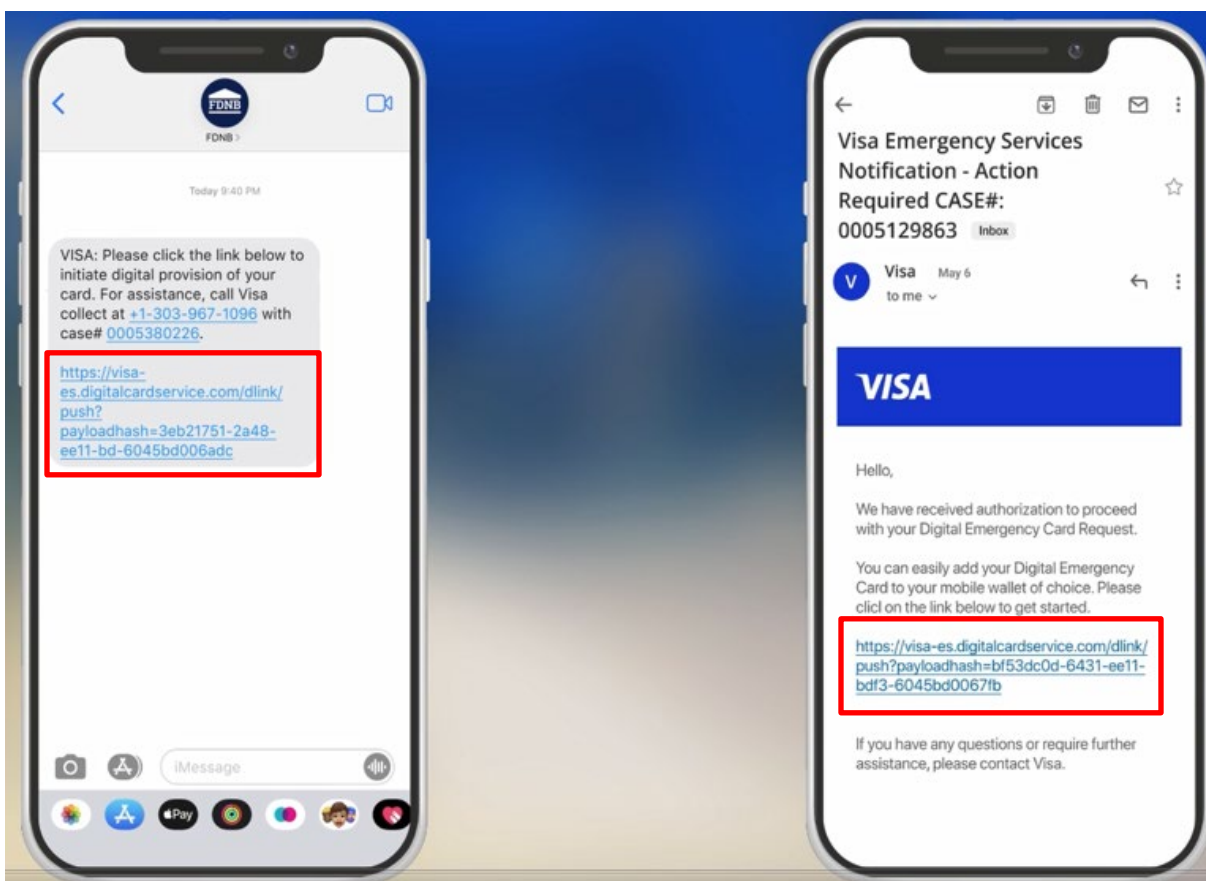 FDNB
FDNB >
Today 9:40 PM
VISA: Please click the link below to
initiate digital provision of your
card. For assistance, call Visa
collect at +1-303-967-1096 with
case# 0005380226.
https://visa-
es.digitalcardservice.com/dlink/
push?
payloadhash=3eb21751-2a48-
ee11-bd-6045bd006adc
iMessage
Pay
Visa Emergency Services
Notification - Action
Required CASE#:
0005129863 Inbox
V
Visa May 6
to me
VISA
Hello,
We have received authorization to proceed
with your Digital Emergency Card Request.
You can easily add your Digital Emergency
Card to your mobile wallet of choice. Please
clicl on the link below to get started.
https://visa-es.digitalcardservice.com/dlink/
push?payloadhash=bf53dc0d-6431-ee11-
bdf3-6045bd0067fb
If you have any questions or require further
assistance, please contact Visa.